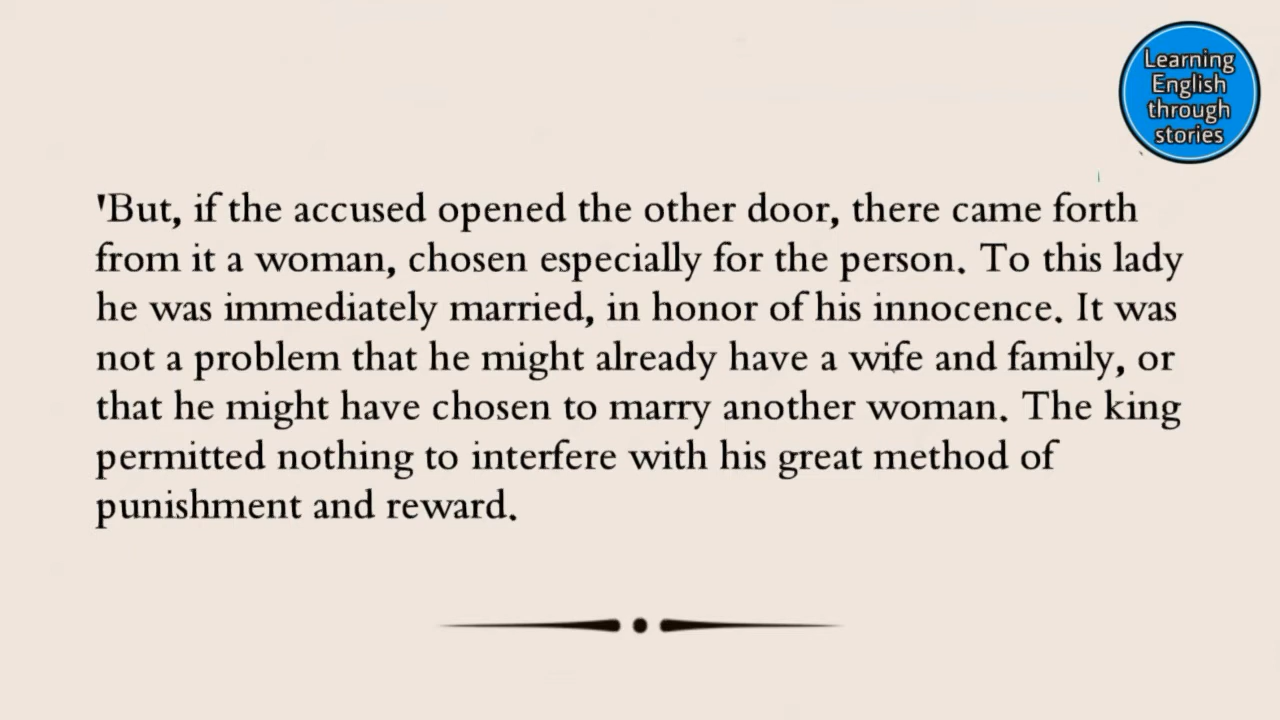 Learning
English
through
stories
'But, if the accused opened the other door, there came forth
from it a woman, chosen especially for the person. To this lady
he was immediately married, in honor of his innocence. It was
not a problem that he might already have a wife and family, or
that he might have chosen to marry another woman. The king
permitted nothing to interfere with his great method of
punishment and reward.